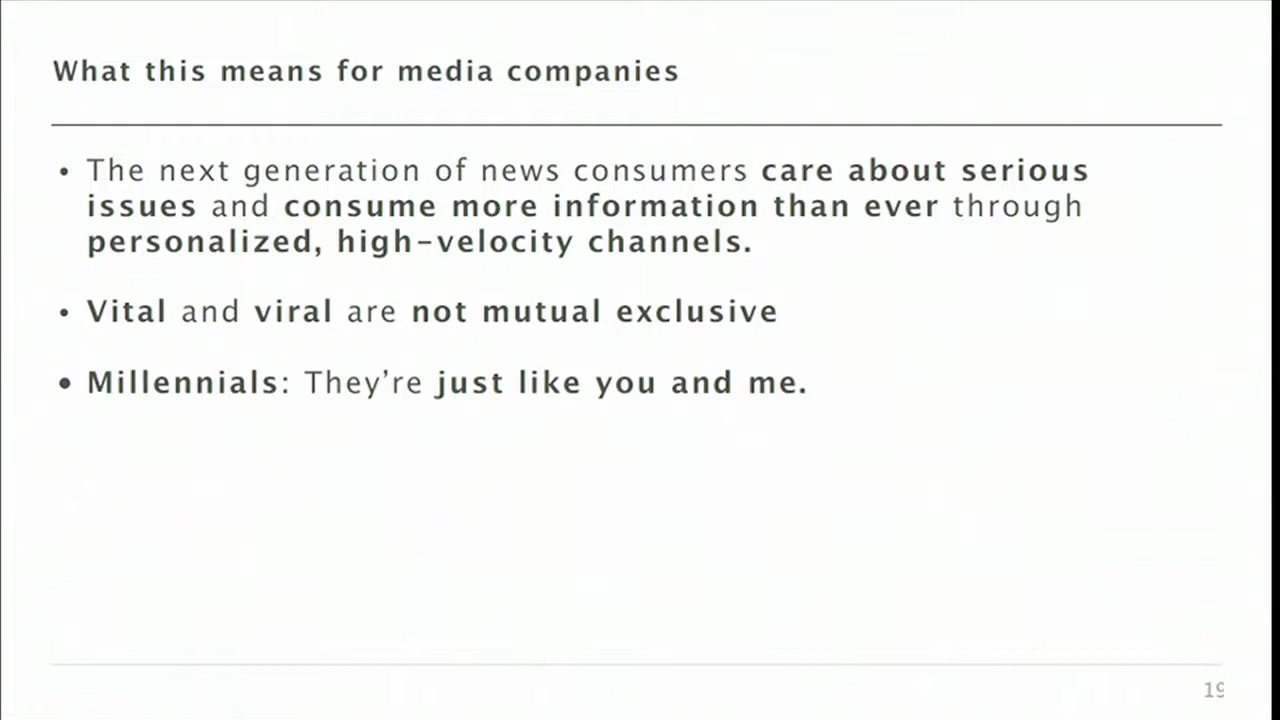 What this means for media companies
• The next generation of news consumers care about serious
issues and consume more information than ever through
personalized, high-velocity channels.
• Vital and viral are not mutual exclusive
• Millennials: They’re just like you and me.
19